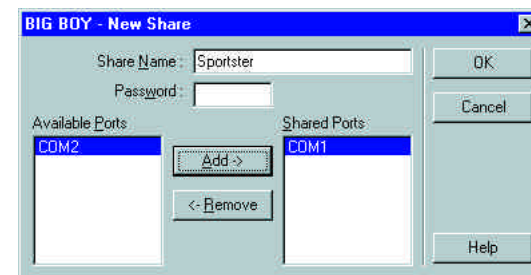 BIG BOY - New Share
Share Name: Sportster
OK
Password:
Cancel
Available Ports
Shared Ports
COM2
Add ->
COM1
<- Remove
Help